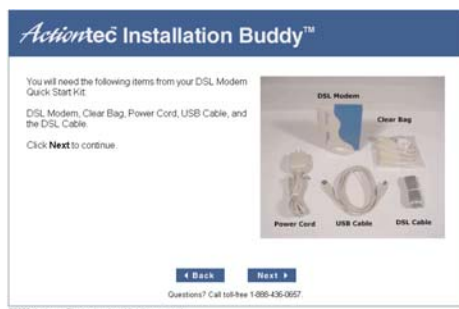 Actiontec Installation Buddy™
You will need the following items from your DSL Modem
Quick Start Kit:
DSL Modem, Clear Bag, Power Cord, USB Cable, and
the DSL Cable.
Click Next to continue.
DSL Modem
Clear Bag
Power Cord
USB Cable
DSL Cable
Back
Next
Questions? Call toll-free 1-888-436-0657.